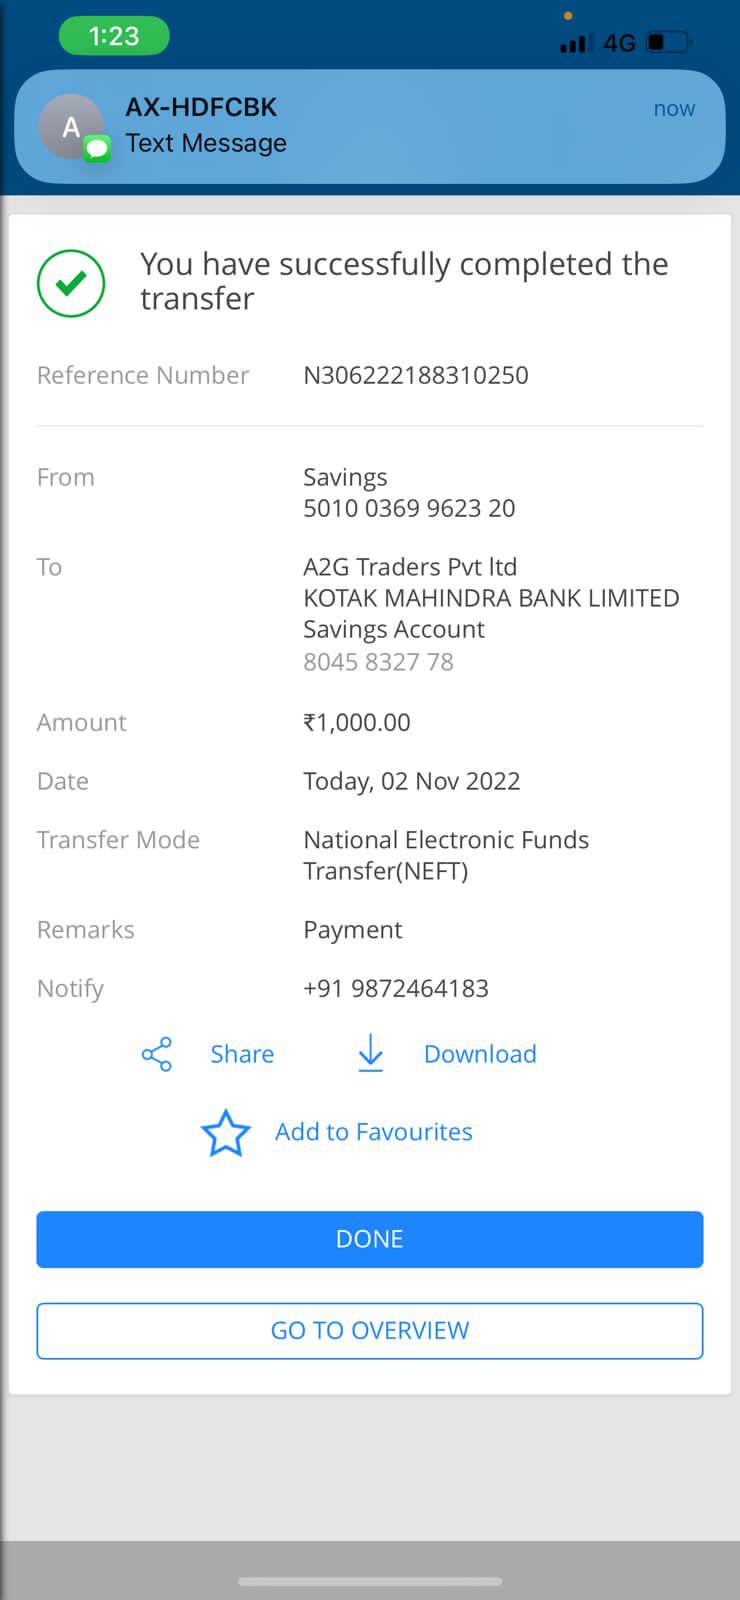 1:23
4G
A
AX-HDFCBK
now
Text Message
You have successfully completed the
transfer
Reference Number N306222188310250
From Savings
5010 0369 9623 20
To A2G Traders Pvt ltd
KOTAK MAHINDRA BANK LIMITED
Savings Account
8045 8327 78
Amount ₹1,000.00
Date Today, 02 Nov 2022
Transfer Mode National Electronic Funds
Transfer(NEFT)
Remarks Payment
Notify +91 9872464183
Share Download
Add to Favourites
DONE
GO TO OVERVIEW